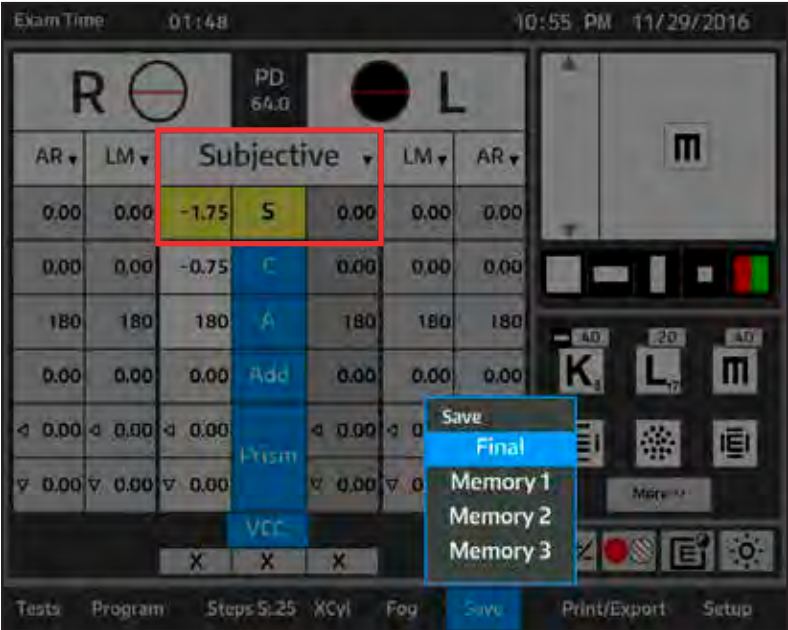 Exam Time 01:48 10:55 PM 11/29/2016
R PD 64.0 L
AR LM Subjective LM AR
0.00 0.00 -1.75 S 0.00 0.00 0.00
0.00 0.00 -0.75 C 0.00 0.00 0.00
180 180 180 A 180 180 180
0.00 0.00 0.00 Add 0.00 0.00 0.00
0.00 0.00 0.00 Prism 0.00
0.00 0.00 0.00 0.00
VCC
X X X
m
40 20 40
K L 17 m
E E
More
E
Save
Final
Memory 1
Memory 2
Memory 3
Tests Program Steps S:.25 XCyl Fog Save Print/Export Setup